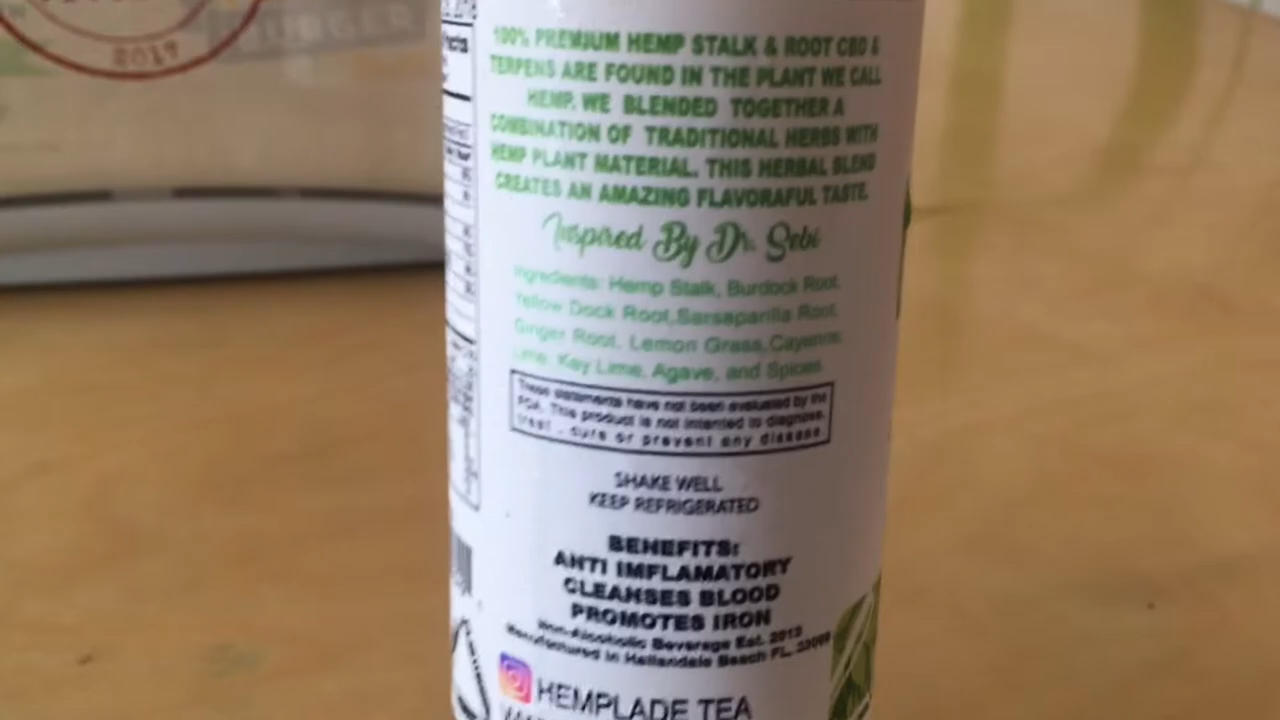 2017
BURGER
100% PREMIUM HEMP STALK & ROOT CBD &
TERPENS ARE FOUND IN THE PLANT WE CALL
HEMP. WE BLENDED TOGETHER A
COMBINATION OF TRADITIONAL HERBS WITH
HEMP PLANT MATERIAL. THIS HERBAL BLEND
CREATES AN AMAZING FLAVORAFUL TASTE.
Inspired By Dr. Sebi
Ingredients: Hemp Stalk, Burdock Root,
Yellow Dock Root,Sarsaparilla Root,
Ginger Root, Lemon Grass,Cayenne,
Lime, Key Lime, Agave, and Spices
These statements have not been evaluated by the
FDA. This product is not intented to diagnose,
treat , cure or prevent any disease.
SHAKE WELL
KEEP REFRIGERATED
BENEFITS:
ANTI IMFLAMATORY
CLEANSES BLOOD
PROMOTES IRON
Non-Alcoholic Beverage Est. 2013
Manufactured in Hallandale Beach FL, 33009
HEMPLADE TEA